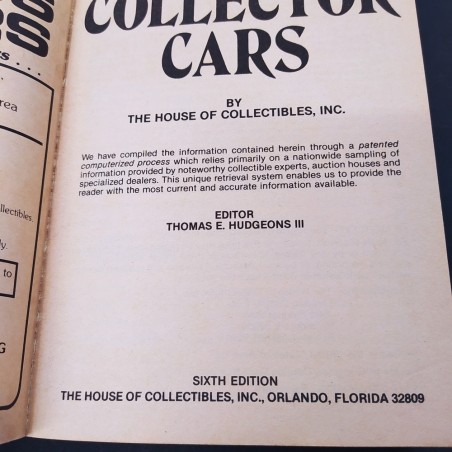 COLLECTOR
CARS
BY
THE HOUSE OF COLLECTIBLES, INC.
We have compiled the information contained herein through a patented
computerized process which relies primarily on a nationwide sampling of
information provided by noteworthy collectible experts, auction houses and
specialized dealers. This unique retrieval system enables us to provide the
reader with the most current and accurate information available.
EDITOR
THOMAS E. HUDGEONS III
SIXTH EDITION
THE HOUSE OF COLLECTIBLES, INC., ORLANDO, FLORIDA 32809
to